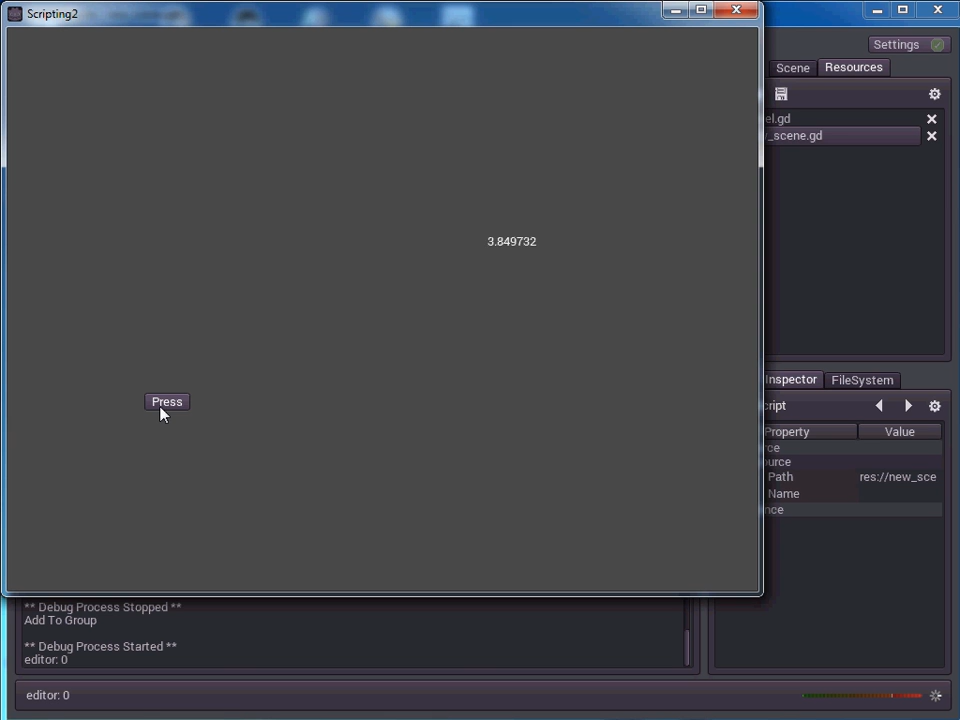 Scripting2
Settings
Scene
Resources
el.gd
_scene.gd
3.849732
Press
Inspector
FileSystem
cript
Property
Value
rce
ource
Path
res://new_sce
Name
nce
** Debug Process Stopped **
Add To Group
** Debug Process Started **
editor: 0
editor: 0